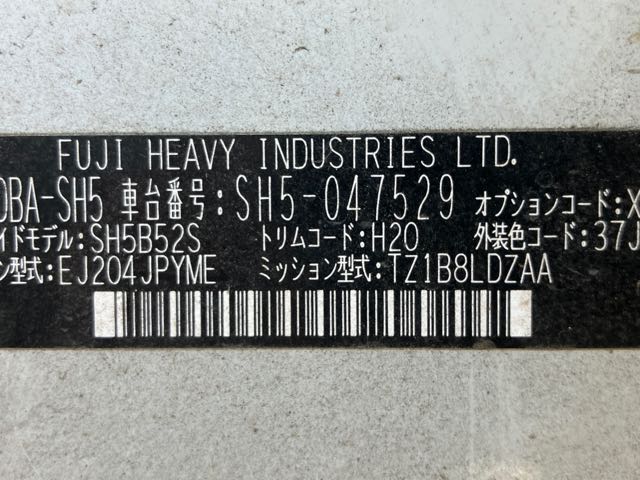 FUJI HEAVY INDUSTRIES LTD.
DBA-SH5 車台番号: SH5-047529 オプションコード: X
イドモデル: SH5B52S トリムコード: H20 外装色コード: 37J
ン型式: EJ204JPYME ミッション型式: TZ1B8LDZAA